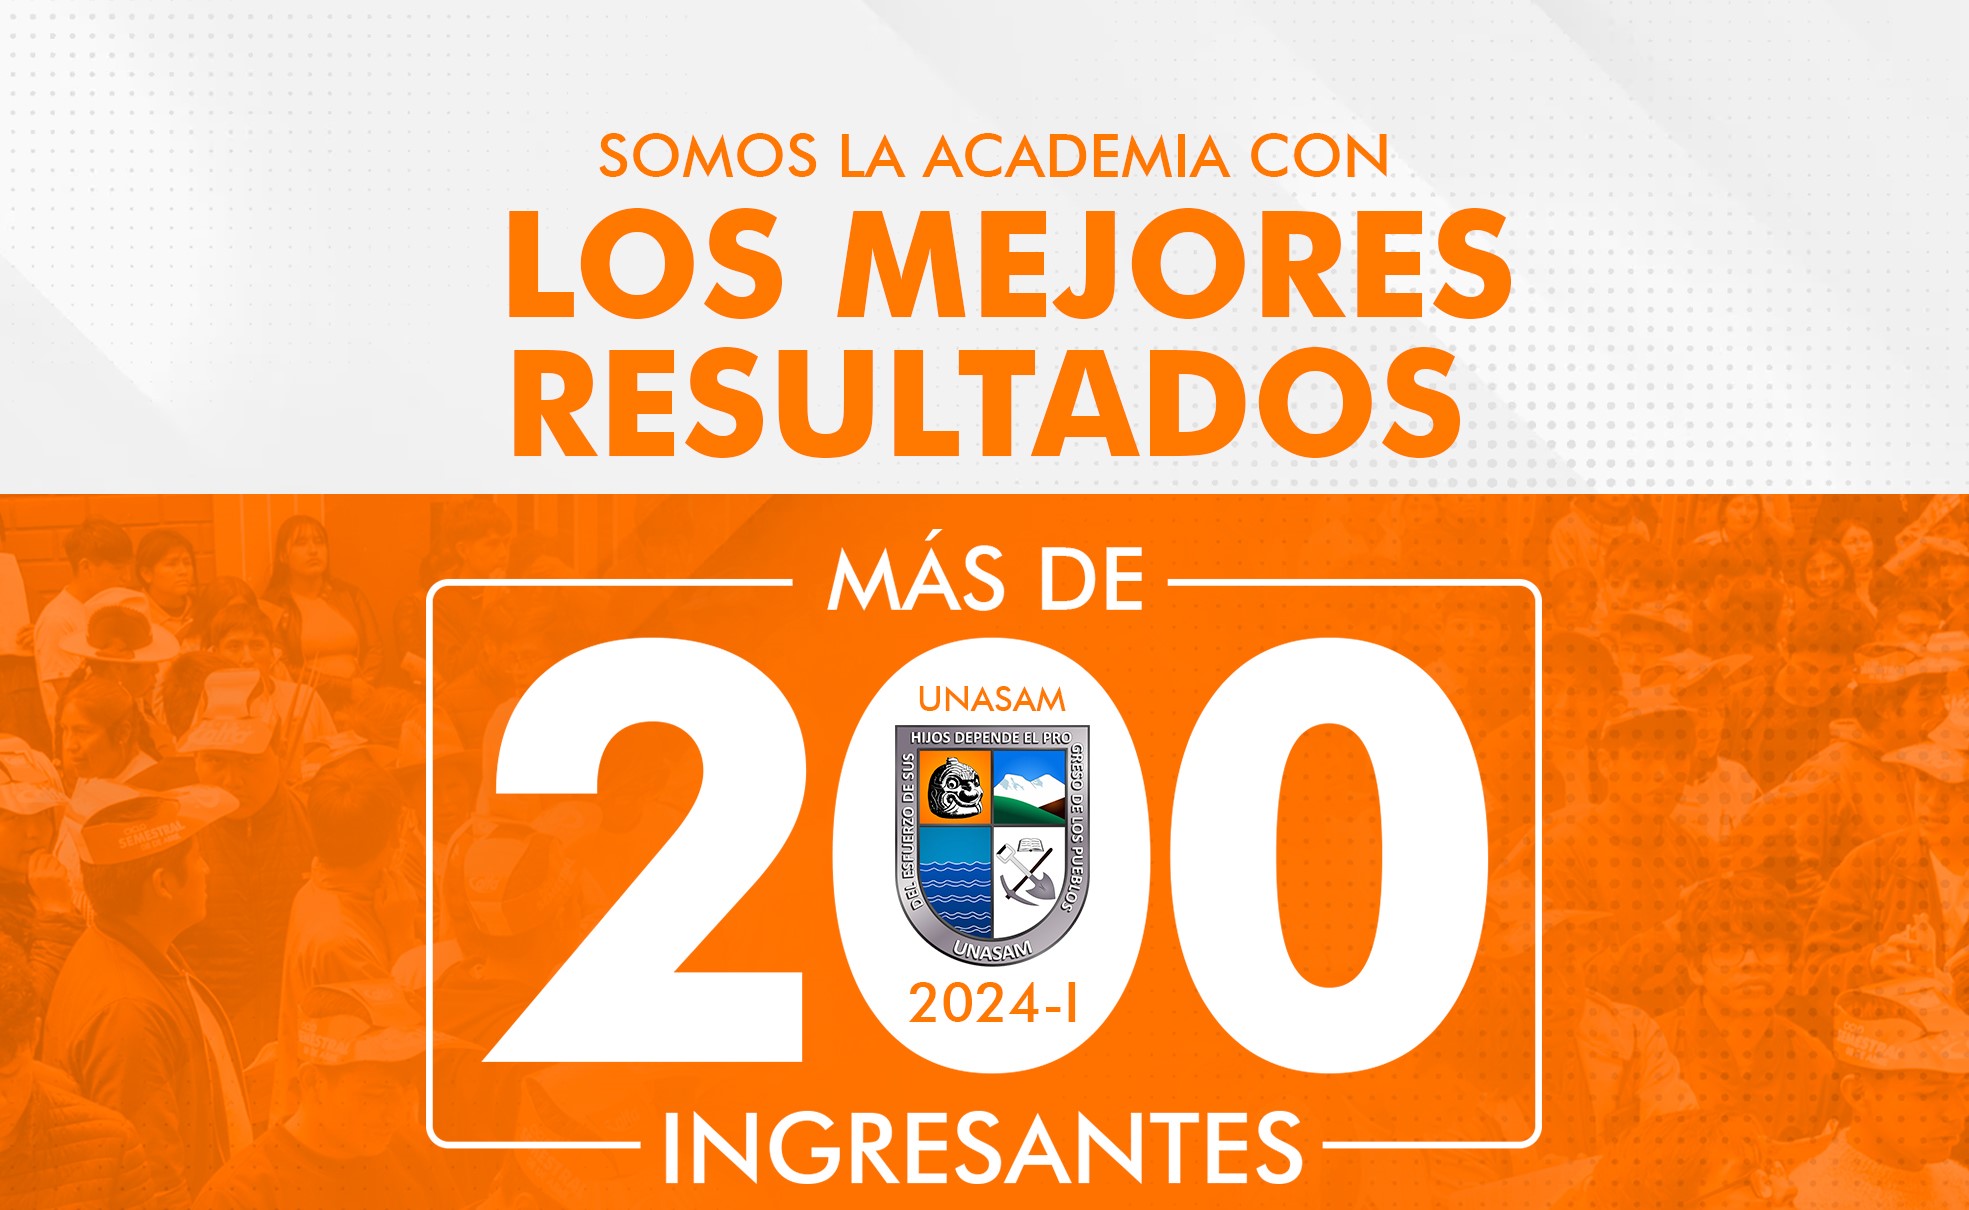 SOMOS LA ACADEMIA CON
LOS MEJORES
RESULTADOS
MÁS DE
200
UNASAM
HIJOS DEPENDE EL PRO
GRESO DE LOS PUEBLOS
DEL ESFUERZO DE SUS
UNASAM
2024-I
INGRESANTES
SEMESTRAL